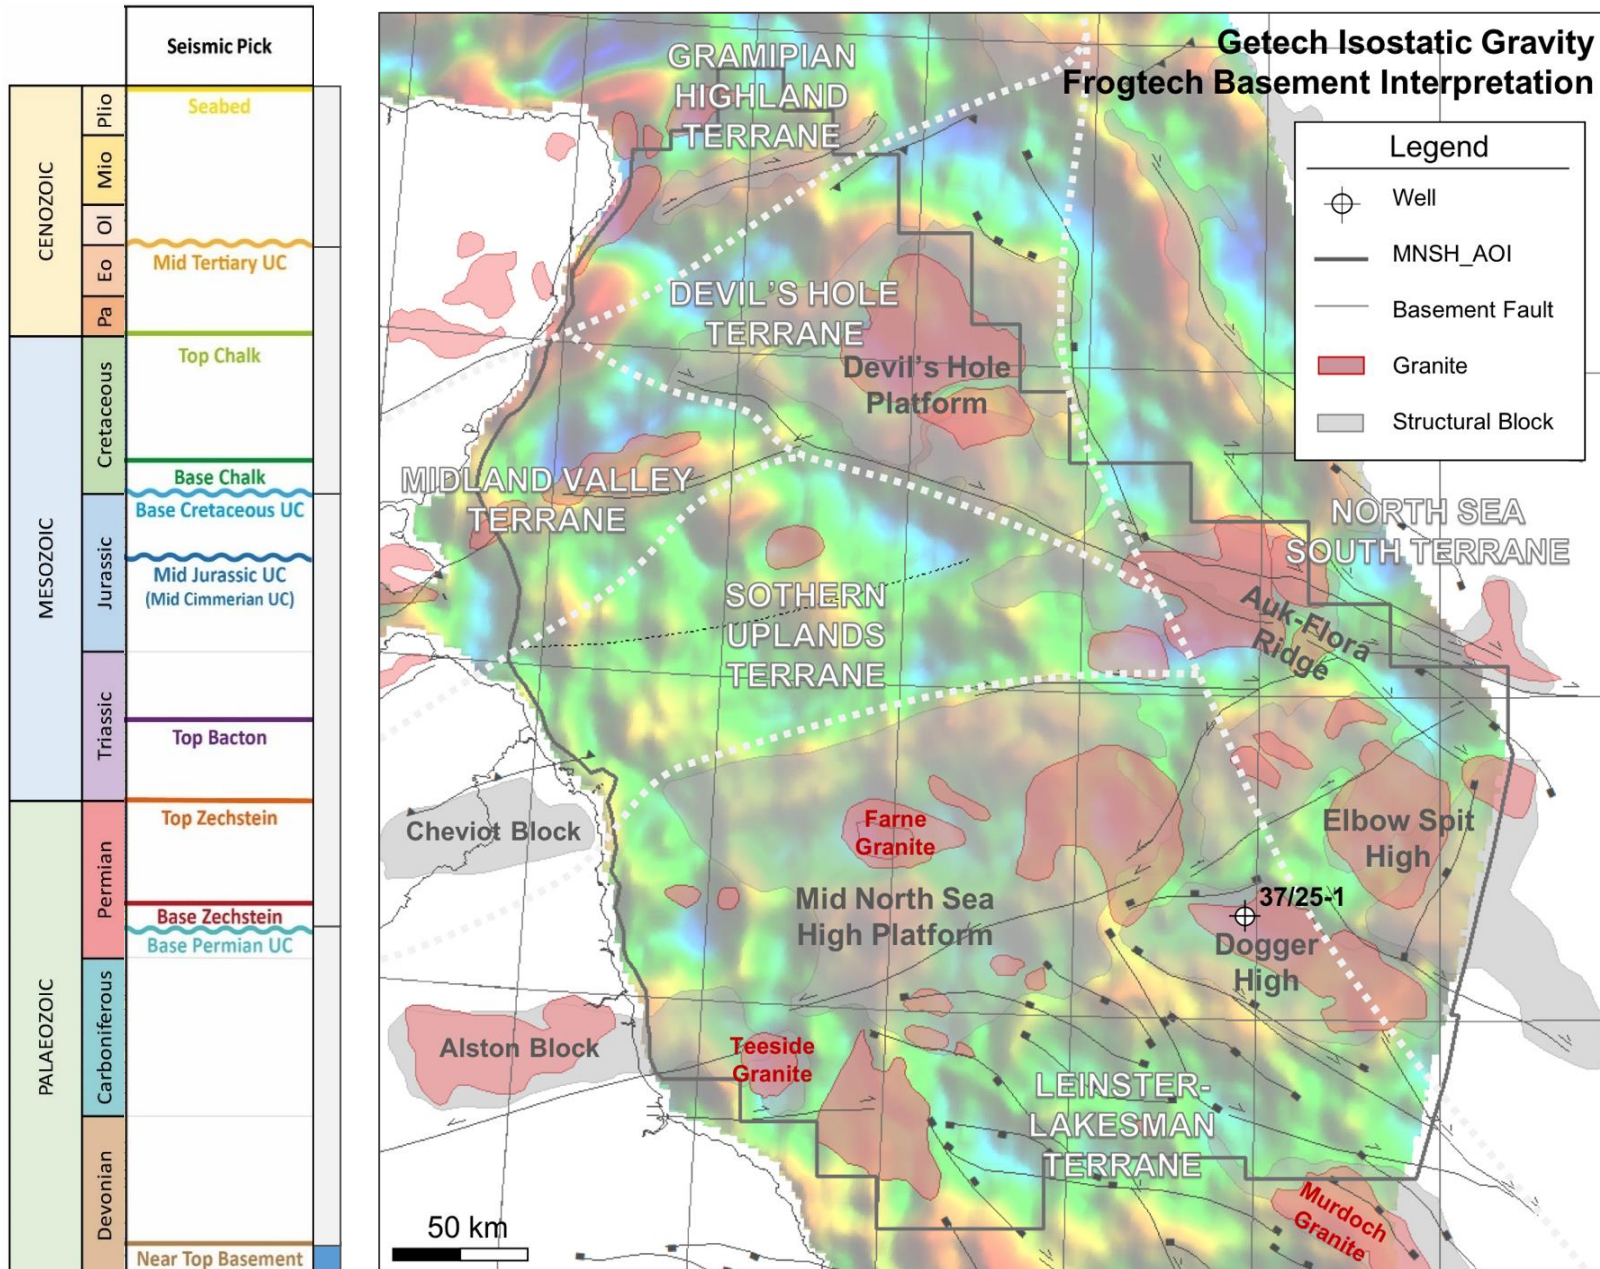 Seismic Pick
CENOZOIC
Plio
Mio
Ol
Eo
Pa
MESOZOIC
Cretaceous
Jurassic
Triassic
PALAEOZOIC
Permian
Carboniferous
Devonian
Seabed
Mid Tertiary UC
Top Chalk
Base Chalk
Base Cretaceous UC
Mid Jurassic UC
(Mid Cimmerian UC)
Top Bacton
Top Zechstein
Base Zechstein
Base Permian UC
Near Top Basement
Getech Isostatic Gravity
Frogtech Basement Interpretation
Legend
Well
MNSH_AOI
Basement Fault
Granite
Structural Block
GRAMIPIAN
HIGHLAND
TERRANE
DEVIL'S HOLE
TERRANE
Devil's Hole
Platform
MIDLAND VALLEY
TERRANE
NORTH SEA
SOUTH TERRANE
SOTHERN
UPLANDS
TERRANE
Auk-Flora
Ridge
Cheviot Block
Farne
Granite
Elbow Spit
High
Mid North Sea
High Platform
37/25-1
Dogger
High
Alston Block
Teeside
Granite
LEINSTER-
LAKESMAN
TERRANE
Murdoch
Granite
50 km